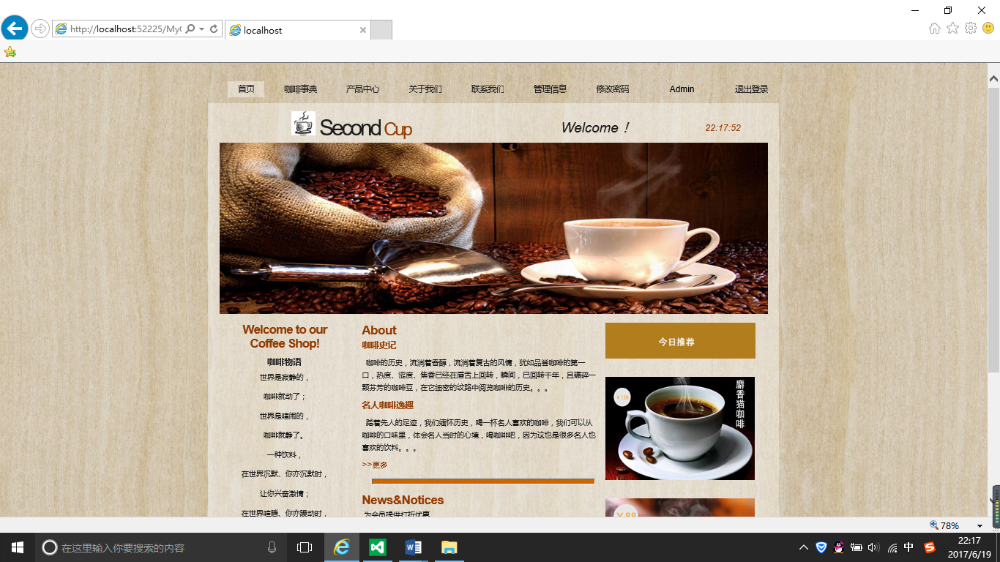 http://localhost:52225/My
localhost
首页 咖啡事典 产品中心 关于我们 联系我们 管理信息 修改密码 Admin 退出登录
Second Cup
Welcome！
22:17:52
Welcome to our
Coffee Shop!
咖啡物语
世界是寂静的，
咖啡就动了；
世界是喧闹的，
咖啡就静了。
一种饮料，
在世界沉默、你亦沉默时，
让你兴奋激情；
在世界喧腾、你亦躁动时，
About
咖啡史记
咖啡的历史，流淌着香醇，流淌着复古的风情，犹如品尝咖啡的第一
口，热度、涩度、焦香已经在唇舌上回转，瞬间，已回转千年，且碾碎一
颗芬芳的咖啡豆，在它细密的纹路中阅览咖啡的历史。。。
名人咖啡逸趣
踏着先人的足迹，我们缅怀历史，喝一杯名人喜欢的咖啡，我们可以从
咖啡的口味里，体会名人当时的心境，喝咖啡吧，因为这也是很多名人也
喜欢的饮料。。。
>>更多
News&Notices
为会员提供打折优惠
今日推荐
¥138
麝香猫咖啡
¥88
78%
在这里输入你要搜索的内容
中
22:17
2017/6/19